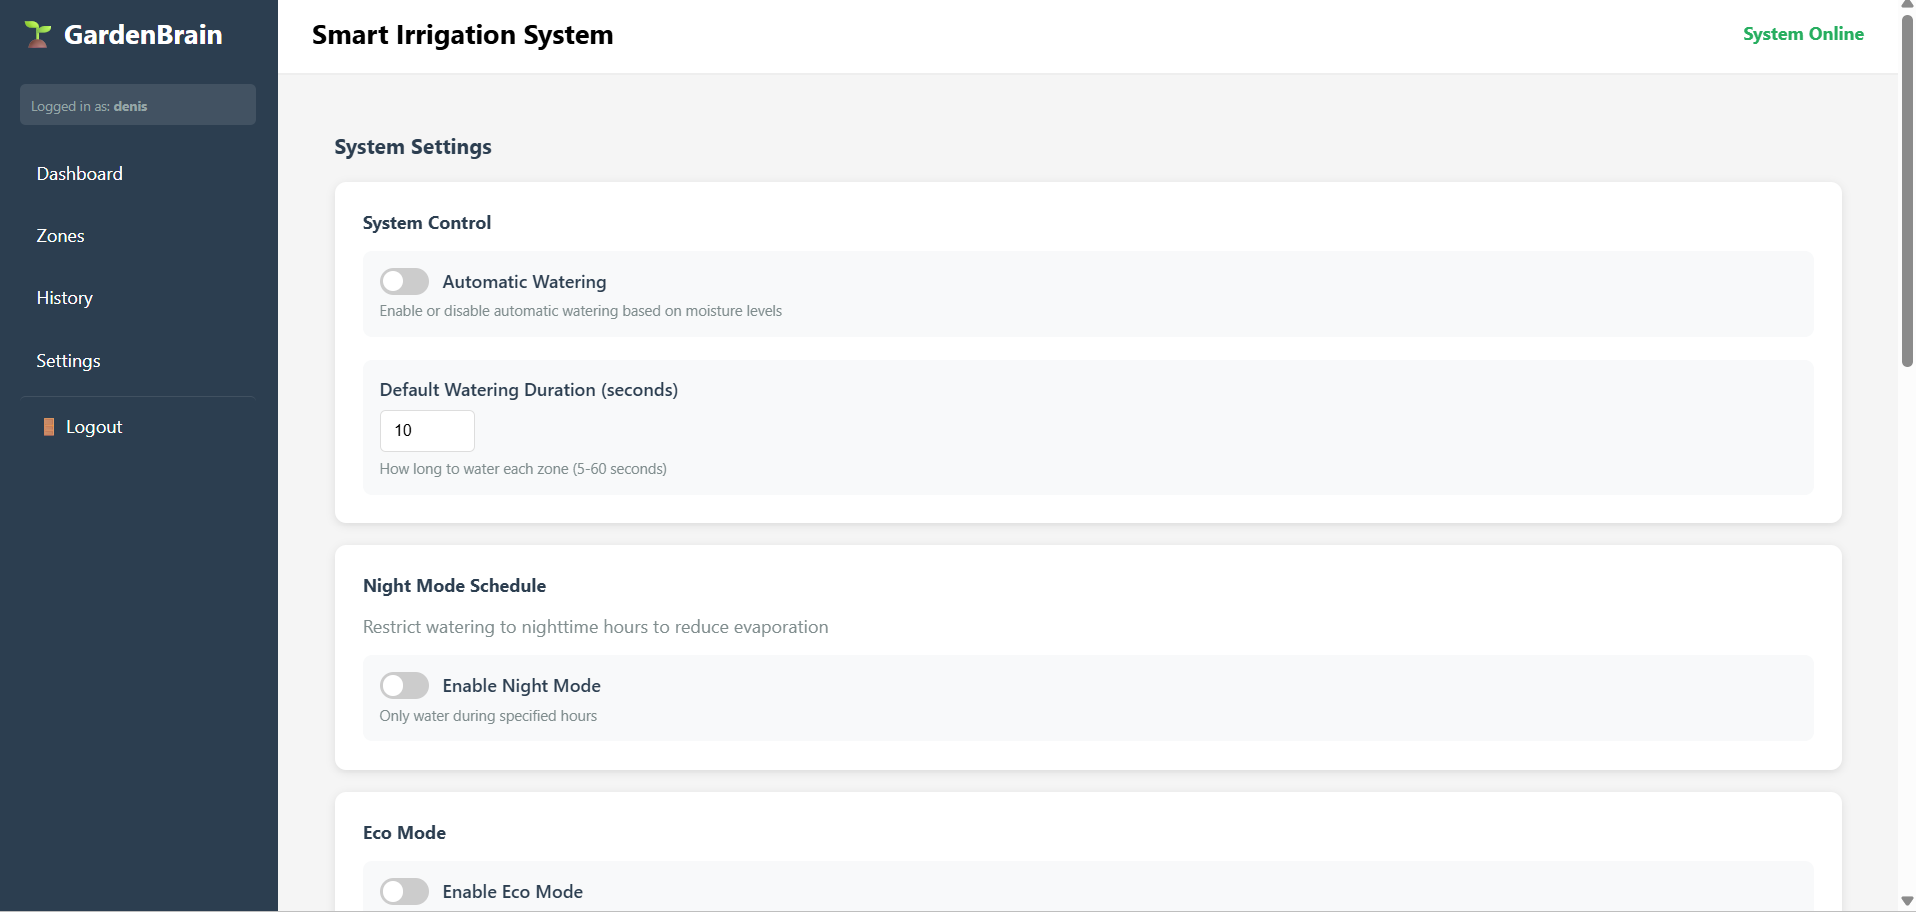 GardenBrain
Logged in as: denis
Dashboard
Zones
History
Settings
Logout
Smart Irrigation System
System Online
System Settings
System Control
Automatic Watering
Enable or disable automatic watering based on moisture levels
Default Watering Duration (seconds)
10
How long to water each zone (5-60 seconds)
Night Mode Schedule
Restrict watering to nighttime hours to reduce evaporation
Enable Night Mode
Only water during specified hours
Eco Mode
Enable Eco Mode